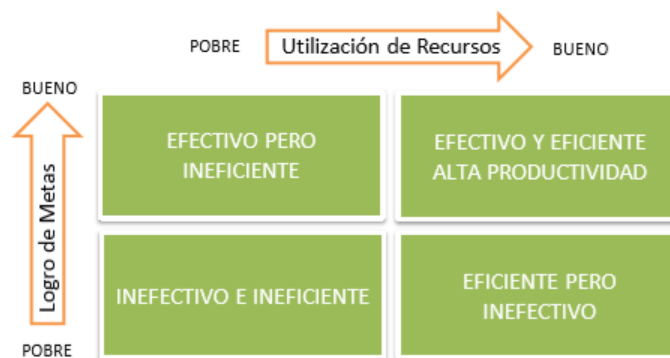 POBRE
Utilización de Recursos
BUENO
BUENO
Logro de Metas
POBRE
EFECTIVO PERO
INEFICIENTE
EFECTIVO Y EFICIENTE
ALTA PRODUCTIVIDAD
INEFECTIVO E INEFICIENTE
EFICIENTE PERO
INEFECTIVO